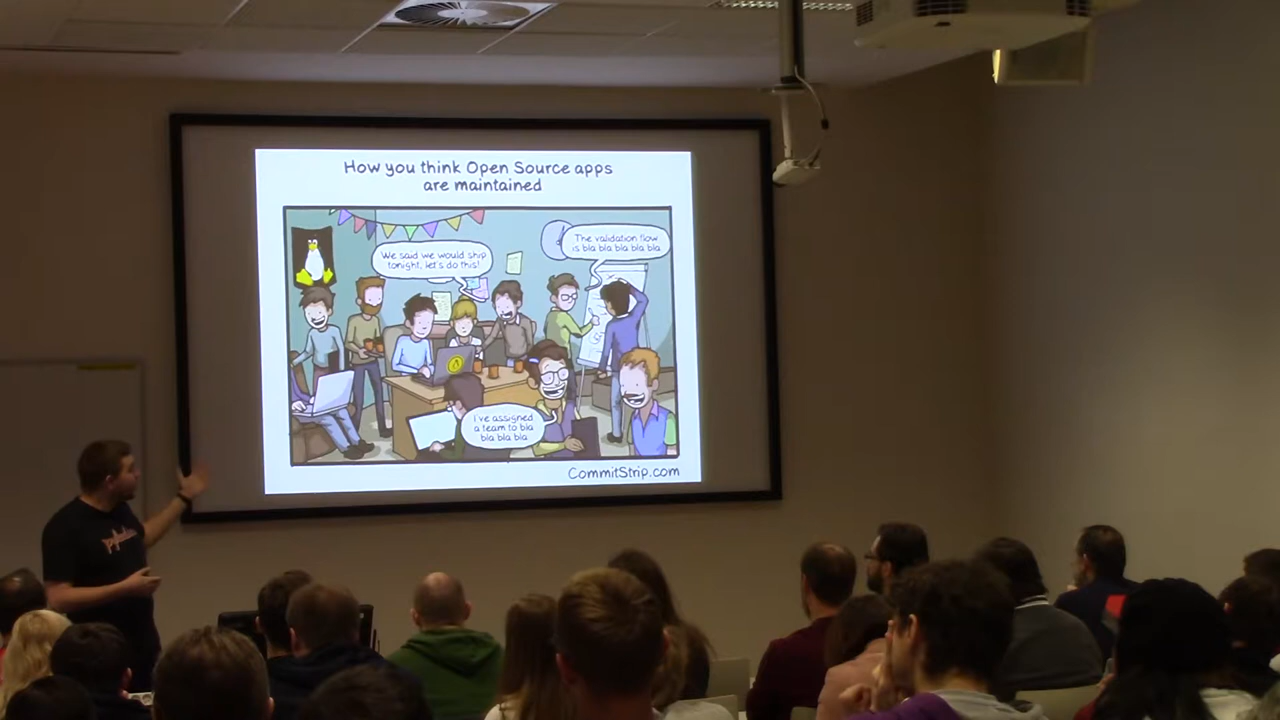 How you think Open Source apps
are maintained
We said we would ship
tonight, let's do this!
The validation flow
is bla bla bla bla bla
I've assigned
a team to bla
bla bla bla
CommitStrip.com